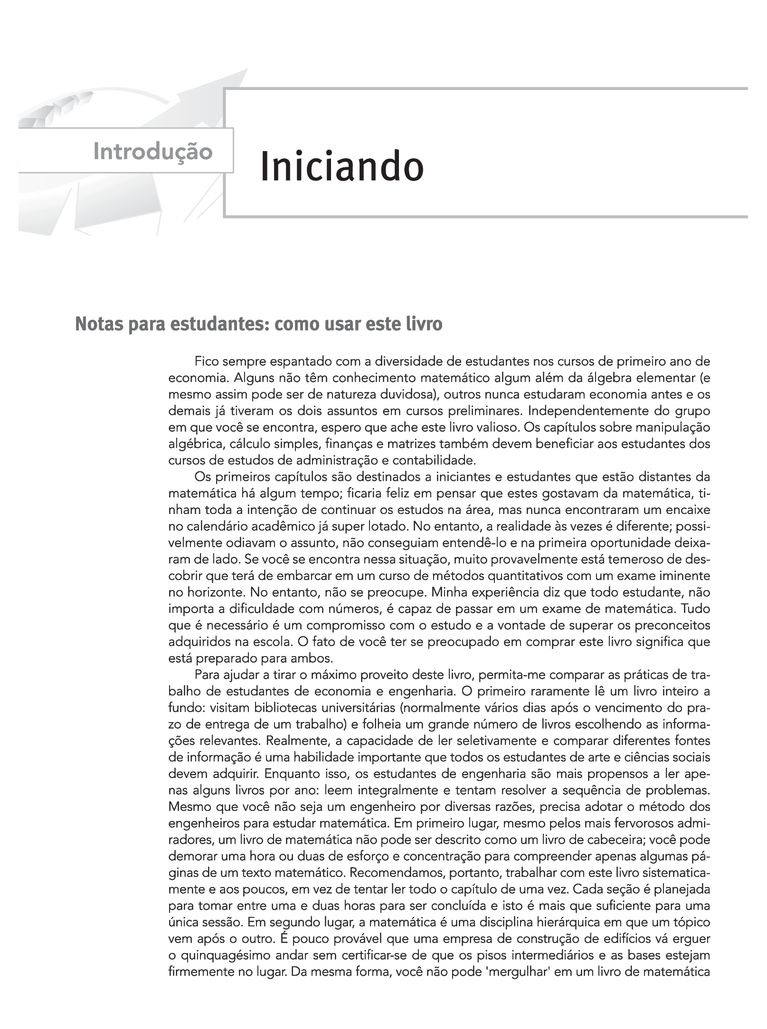 Introdução
Iniciando
Notas para estudantes: como usar este livro
Fico sempre espantado com a diversidade de estudantes nos cursos de primeiro ano de
economia. Alguns não têm conhecimento matemático algum além da álgebra elementar (e
mesmo assim pode ser de natureza duvidosa), outros nunca estudaram economia antes e os
demais já tiveram os dois assuntos em cursos preliminares. Independentemente do grupo
em que você se encontra, espero que ache este livro valioso. Os capítulos sobre manipulação
algébrica, cálculo simples, finanças e matrizes também devem beneficiar aos estudantes dos
cursos de estudos de administração e contabilidade.
Os primeiros capítulos são destinados a iniciantes e estudantes que estão distantes da
matemática há algum tempo; ficaria feliz em pensar que estes gostavam da matemática, ti-
nham toda a intenção de continuar os estudos na área, mas nunca encontraram um encaixe
no calendário acadêmico já super lotado. No entanto, a realidade às vezes é diferente; possi-
velmente odiavam o assunto, não conseguiam entendê-lo e na primeira oportunidade deixa-
ram de lado. Se você se encontra nessa situação, muito provavelmente está temeroso de des-
cobrir que terá de embarcar em um curso de métodos quantitativos com um exame iminente
no horizonte. No entanto, não se preocupe. Minha experiência diz que todo estudante, não
importa a dificuldade com números, é capaz de passar em um exame de matemática. Tudo
que é necessário é um compromisso com o estudo e a vontade de superar os preconceitos
adquiridos na escola. O fato de você ter se preocupado em comprar este livro significa que
está preparado para ambos.
Para ajudar a tirar o máximo proveito deste livro, permita-me comparar as práticas de tra-
balho de estudantes de economia e engenharia. O primeiro raramente lê um livro inteiro a
fundo: visitam bibliotecas universitárias (normalmente vários dias após o vencimento do pra-
zo de entrega de um trabalho) e folheia um grande número de livros escolhendo as informa-
ções relevantes. Realmente, a capacidade de ler seletivamente e comparar diferentes fontes
de informação é uma habilidade importante que todos os estudantes de arte e ciências sociais
devem adquirir. Enquanto isso, os estudantes de engenharia são mais propensos a ler ape-
nas alguns livros por ano: leem integralmente e tentam resolver a sequência de problemas.
Mesmo que você não seja um engenheiro por diversas razões, precisa adotar o método dos
engenheiros para estudar matemática. Em primeiro lugar, mesmo pelos mais fervorosos admi-
radores, um livro de matemática não pode ser descrito como um livro de cabeceira; você pode
demorar uma hora ou duas de esforço e concentração para compreender apenas algumas pá-
ginas de um texto matemático. Recomendamos, portanto, trabalhar com este livro sistematica-
mente e aos poucos, em vez de tentar ler todo o capítulo de uma vez. Cada seção é planejada
para tomar entre uma e duas horas para ser concluída e isto é mais que suficiente para uma
única sessão. Em segundo lugar, a matemática é uma disciplina hierárquica em que um tópico
vem após o outro. É pouco provável que uma empresa de construção de edifícios vá erguer
o quinquagésimo andar sem certificar-se de que os pisos intermediários e as bases estejam
firmemente no lugar. Da mesma forma, você não pode 'mergulhar' em um livro de matemática